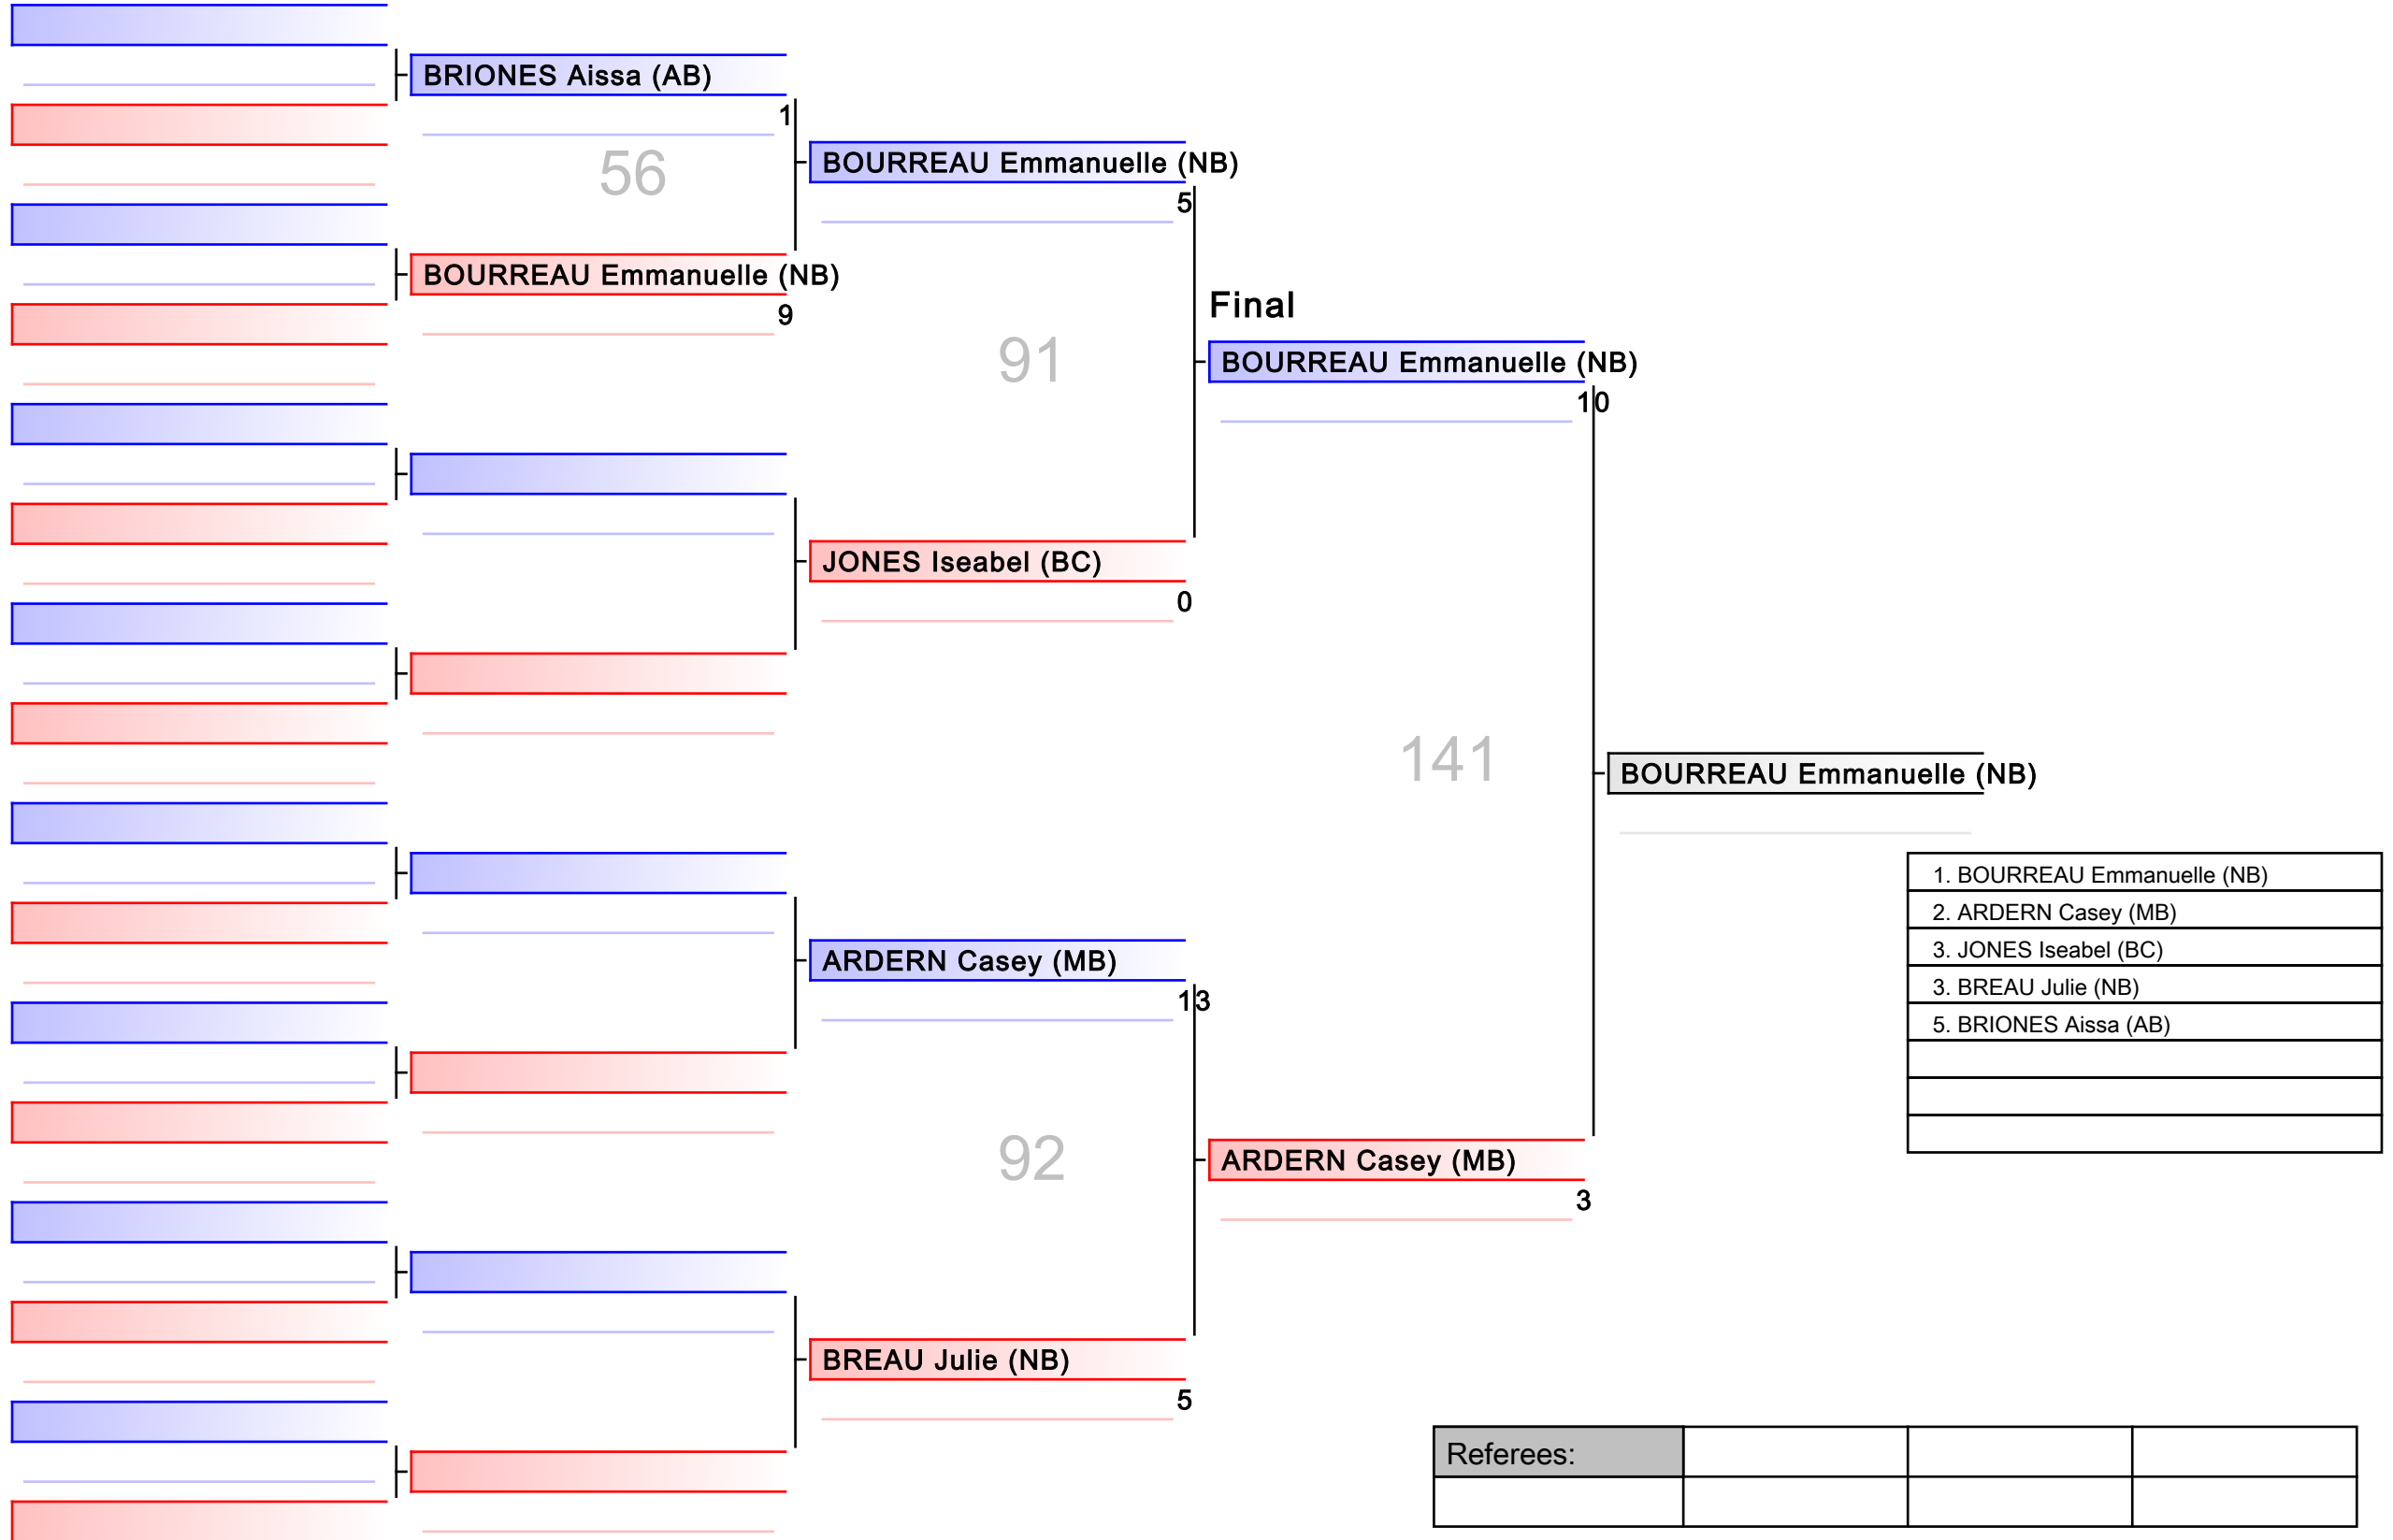 BRIONES Aissa (AB)
1
56
BOURREAU Emmanuelle (NB)
9
BOURREAU Emmanuelle (NB)
5
91
JONES Iseabel (BC)
0
ARDERN Casey (MB)
13
92
BREAU Julie (NB)
5
Final
BOURREAU Emmanuelle (NB)
10
141
ARDERN Casey (MB)
3
BOURREAU Emmanuelle (NB)
1. BOURREAU Emmanuelle (NB)
2. ARDERN Casey (MB)
3. JONES Iseabel (BC)
3. BREAU Julie (NB)
5. BRIONES Aissa (AB)
Referees: